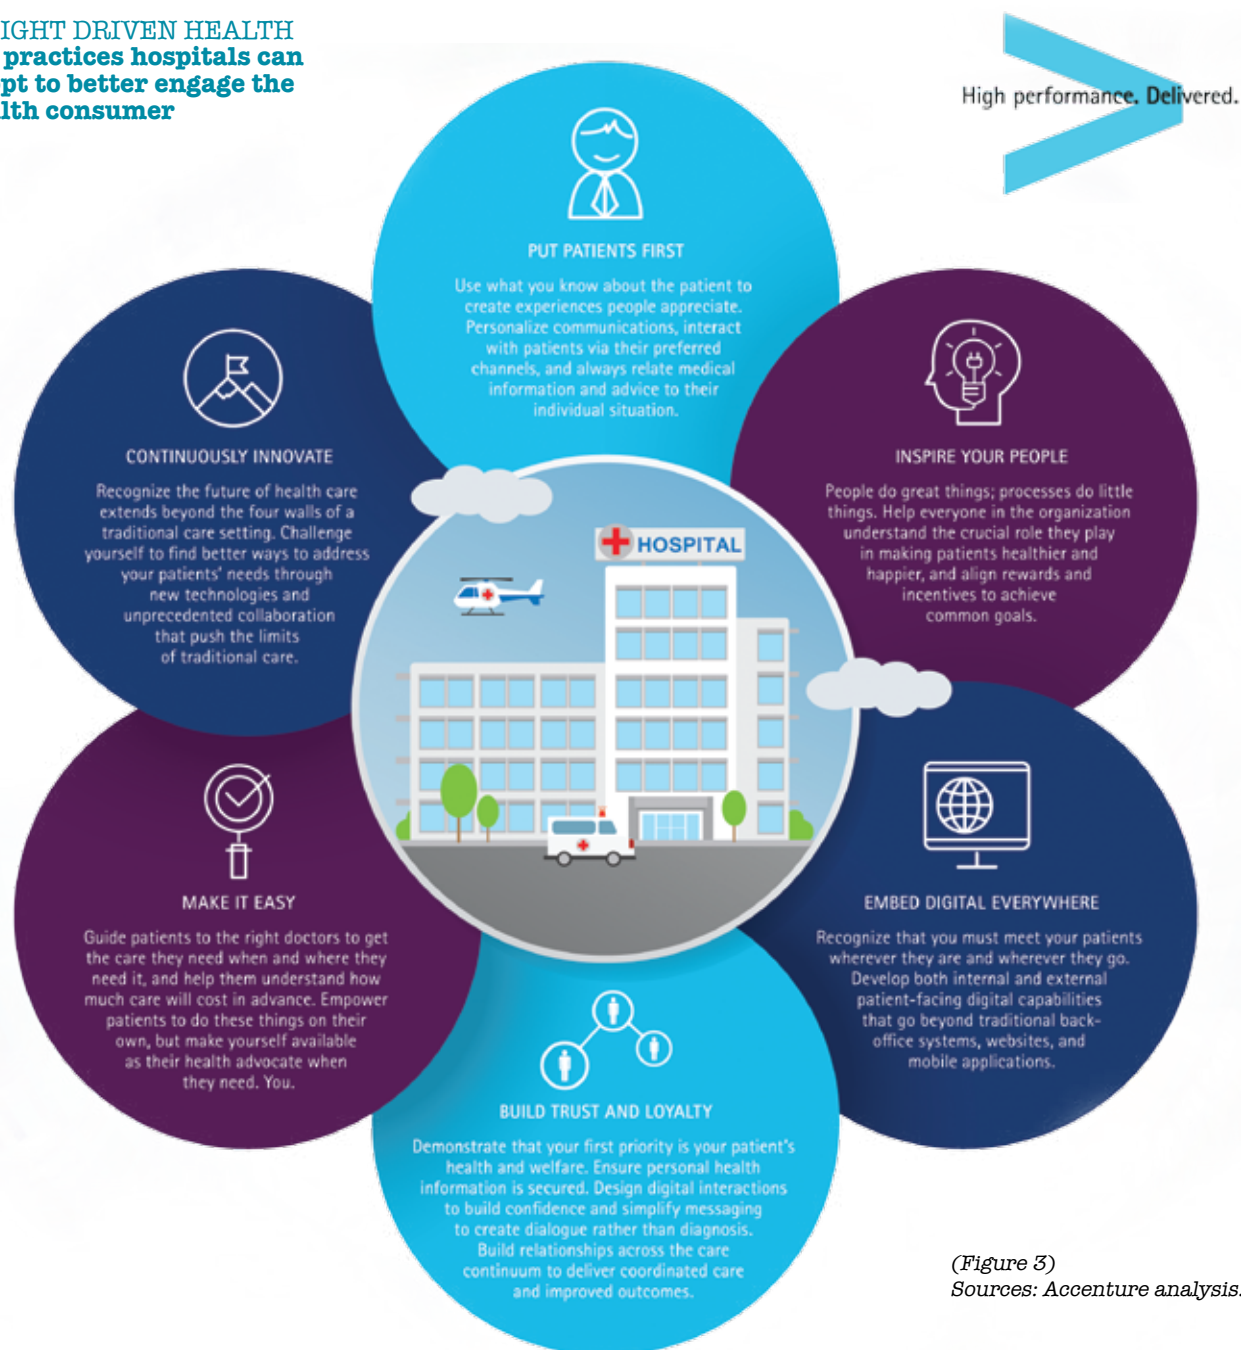 IGHT DRIVEN HEALTH
practices hospitals can
pt to better engage the
lth consumer
High performance. Delivered.
PUT PATIENTS FIRST
Use what you know about the patient to
create experiences people appreciate.
Personalize communications, interact
with patients via their preferred
channels, and always relate medical
information and advice to their
individual situation.
INSPIRE YOUR PEOPLE
People do great things; processes do little
things. Help everyone in the organization
understand the crucial role they play
in making patients healthier and
happier, and align rewards and
incentives to achieve
common goals.
EMBED DIGITAL EVERYWHERE
Recognize that you must meet your patients
wherever they are and wherever they go.
Develop both internal and external
patient-facing digital capabilities
that go beyond traditional back-
office systems, websites, and
mobile applications.
BUILD TRUST AND LOYALTY
Demonstrate that your first priority is your patient's
health and welfare. Ensure personal health
information is secured. Design digital interactions
to build confidence and simplify messaging
to create dialogue rather than diagnosis.
Build relationships across the care
continuum to deliver coordinated care
and improved outcomes.
MAKE IT EASY
Guide patients to the right doctors to get
the care they need when and where they
need it, and help them understand how
much care will cost in advance. Empower
patients to do these things on their
own, but make yourself available
as their health advocate when
they need. You.
CONTINUOUSLY INNOVATE
Recognize the future of health care
extends beyond the four walls of a
traditional care setting. Challenge
yourself to find better ways to address
your patients' needs through
new technologies and
unprecedented collaboration
that push the limits
of traditional care.
HOSPITAL
(Figure 3)
Sources: Accenture analysis.